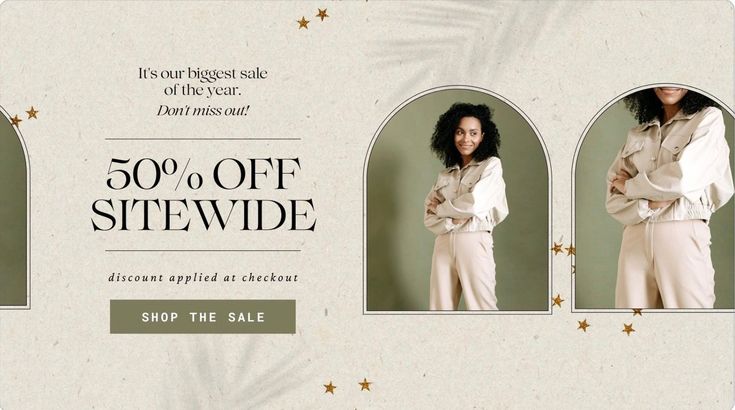 It's our biggest sale
of the year.
Don't miss out!
50% OFF
SITEWIDE
discount applied at checkout
SHOP THE SALE